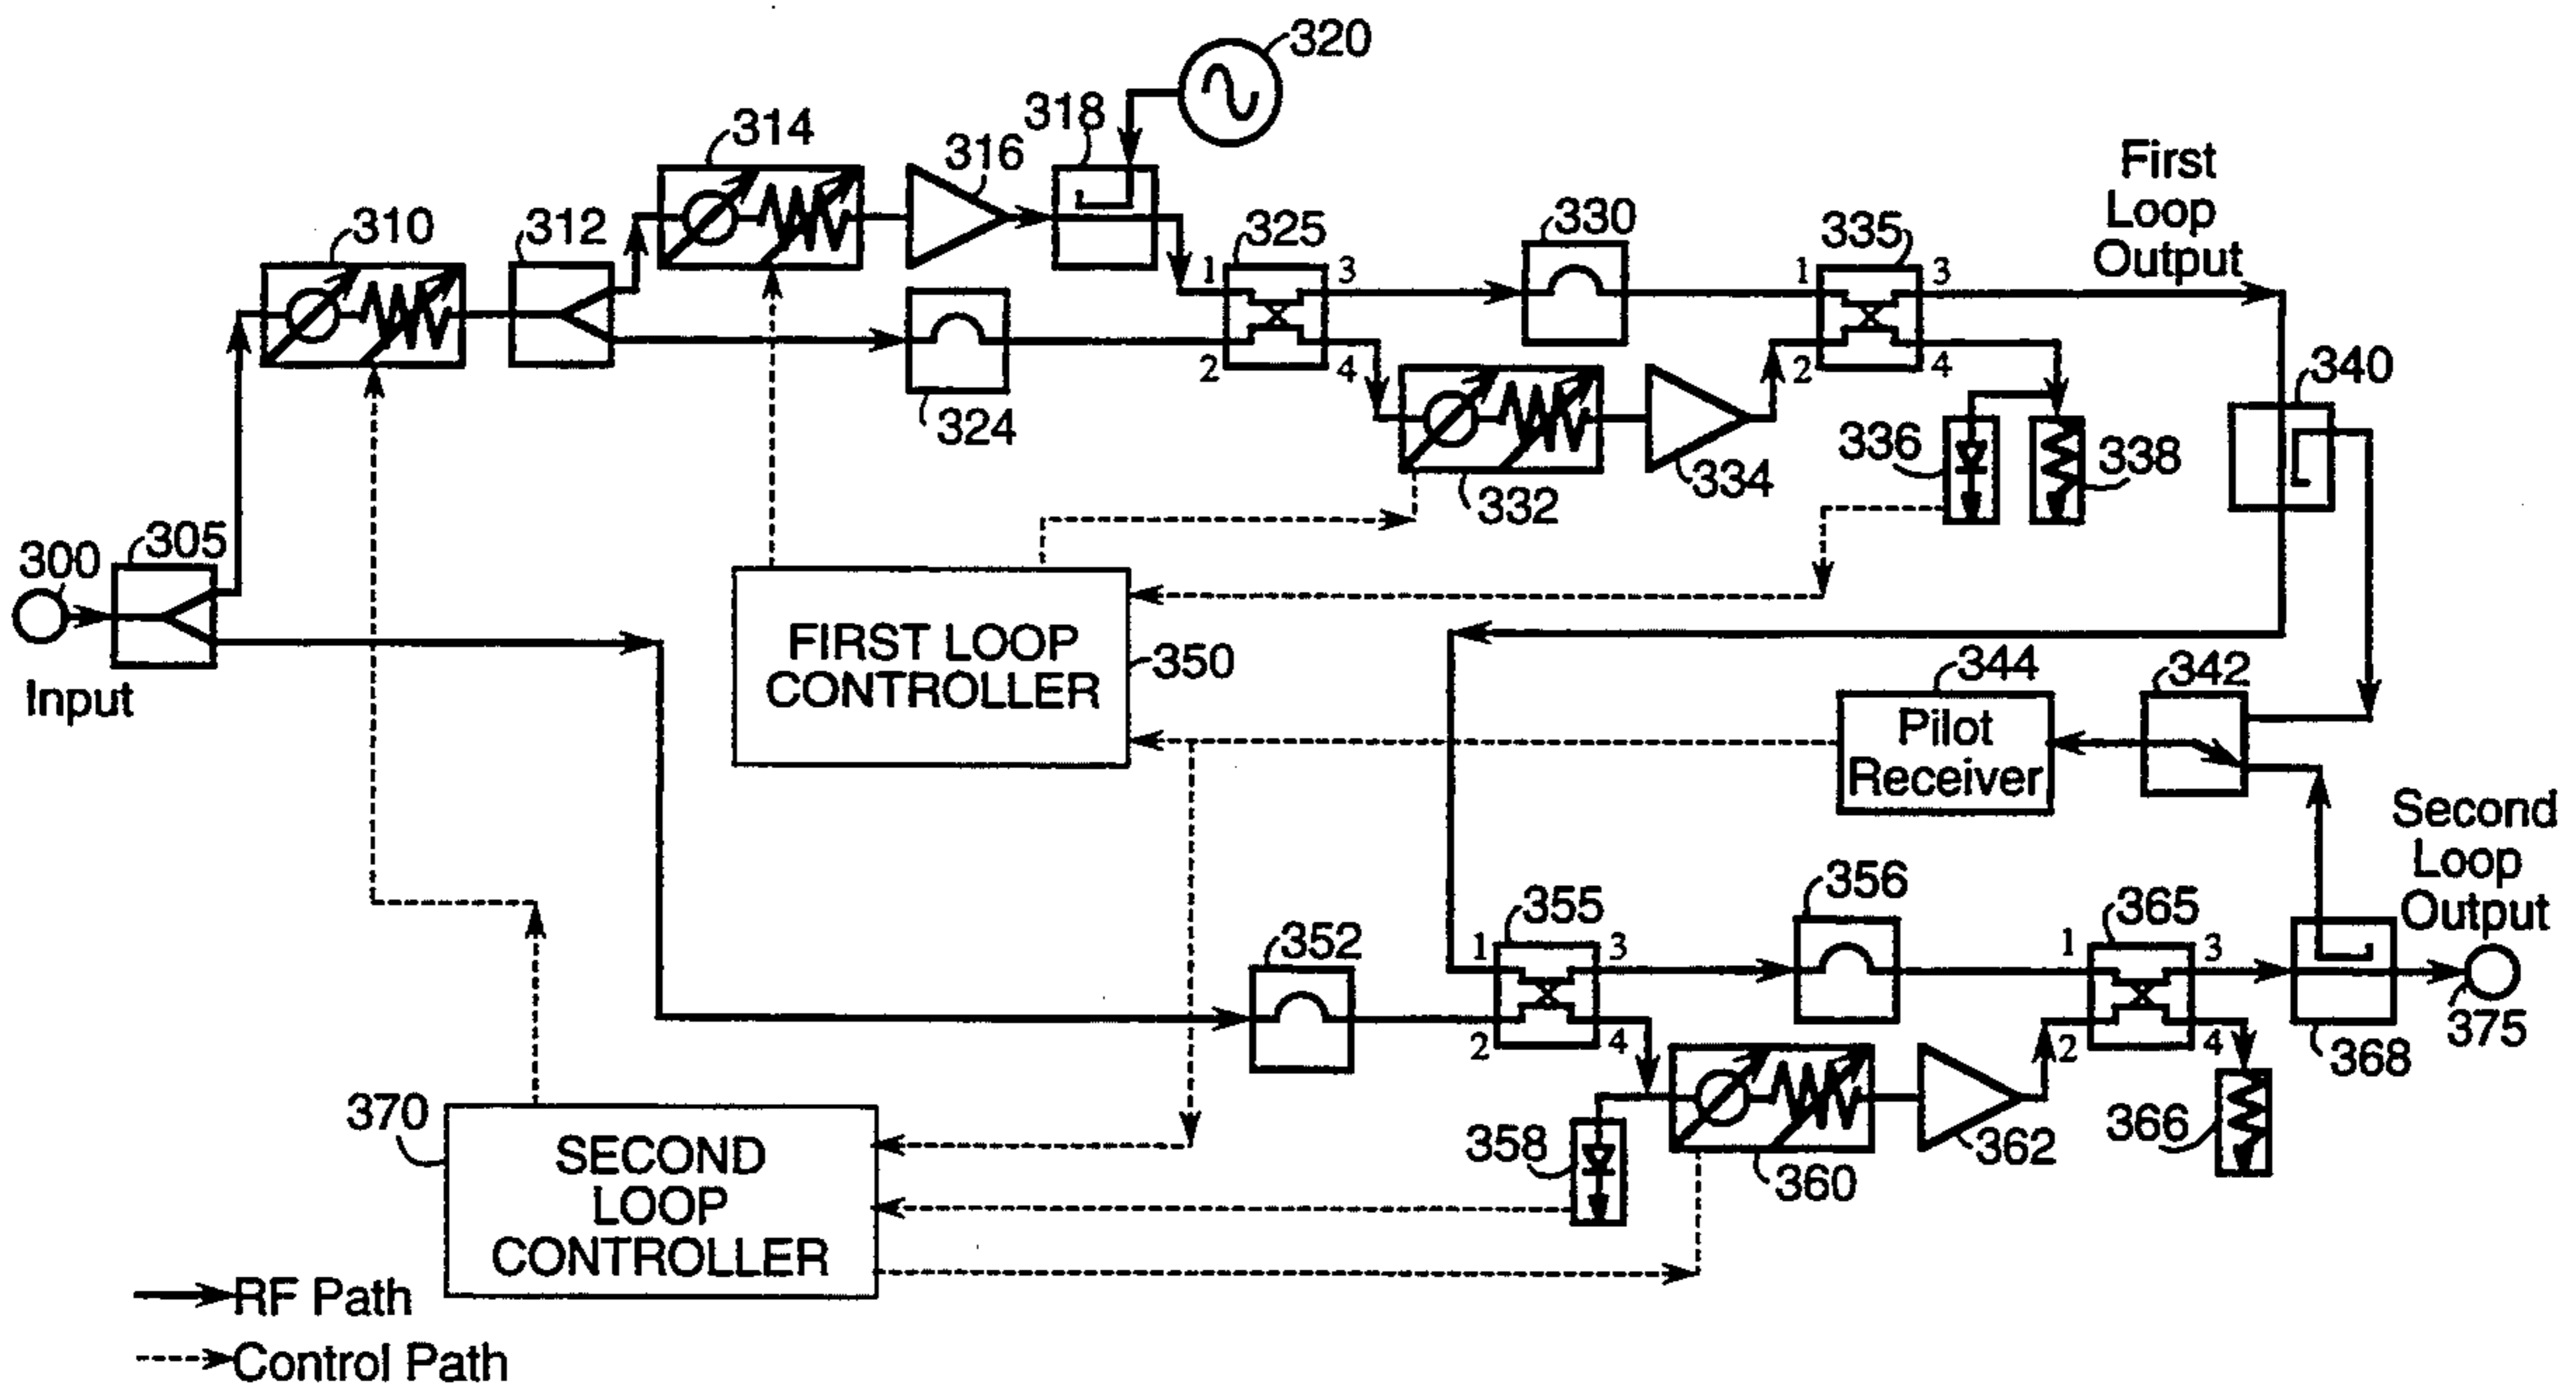 320
318
314
316
First
Loop
Output
310
312
325
330
335
1
3
1
3
2
4
2
4
324
340
336
338
332
334
300
305
Input
FIRST LOOP
CONTROLLER
350
344
342
Pilot
Receiver
Second
Loop
Output
352
355
356
365
1
3
1
3
2
4
2
4
375
368
370
358
360
362
366
SECOND
LOOP
CONTROLLER
RF Path
Control Path